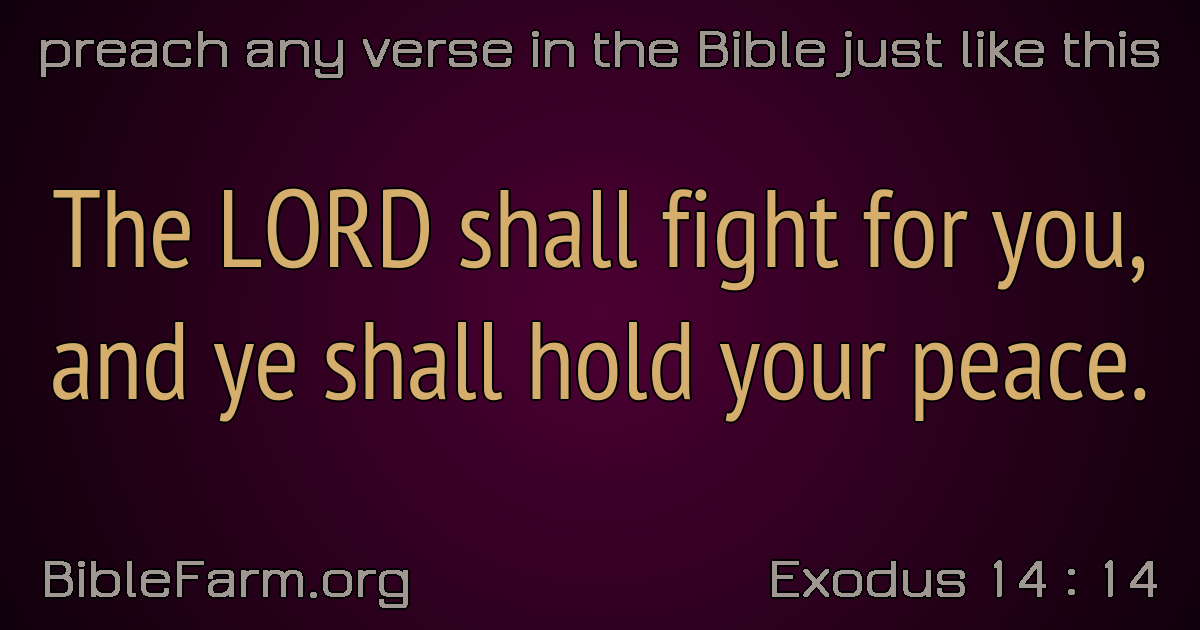 preach any verse in the Bible just like this
The LORD shall fight for you,
and ye shall hold your peace.
BibleFarm.org
Exodus 14 : 14